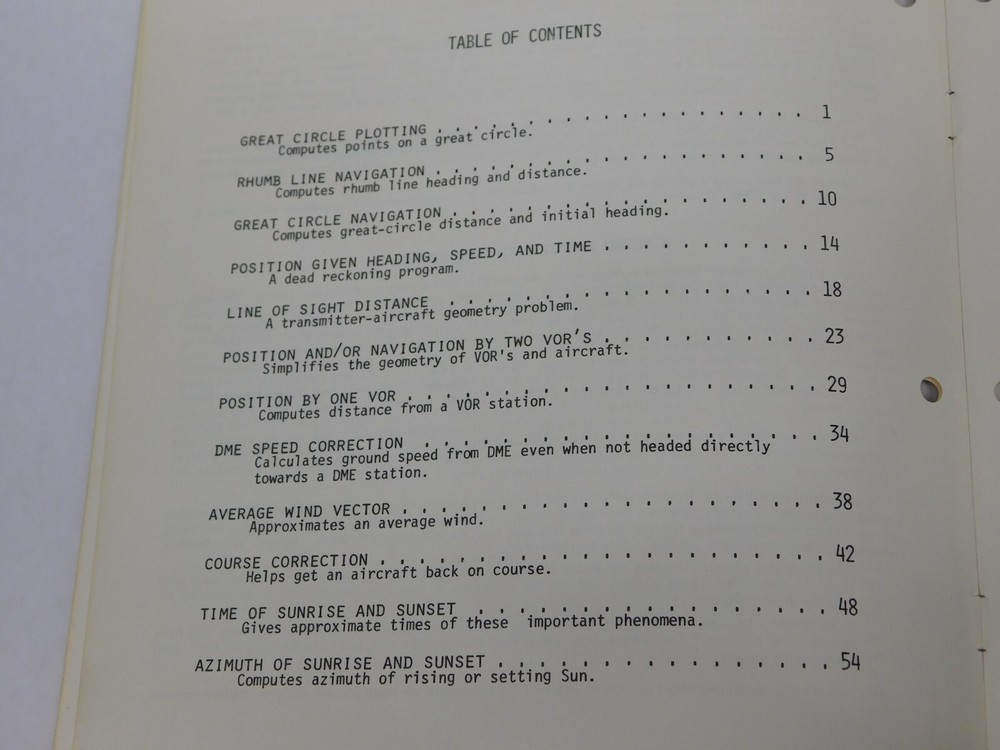 TABLE OF CONTENTS
GREAT CIRCLE PLOTTING . . . . . . . . . . . . . . . . . . . 1
Computes points on a great circle.
RHUMB LINE NAVIGATION . . . . . . . . . . . . . . . . . . . 5
Computes rhumb line heading and distance.
GREAT CIRCLE NAVIGATION . . . . . . . . . . . . . . . . . . 10
Computes great-circle distance and initial heading.
POSITION GIVEN HEADING, SPEED, AND TIME . . . . . . . . . . . 14
A dead reckoning program.
LINE OF SIGHT DISTANCE . . . . . . . . . . . . . . . . . . . 18
A transmitter-aircraft geometry problem.
POSITION AND/OR NAVIGATION BY TWO VOR'S . . . . . . . . . . . 23
Simplifies the geometry of VOR's and aircraft.
POSITION BY ONE VOR . . . . . . . . . . . . . . . . . . . . . 29
Computes distance from a VOR station.
DME SPEED CORRECTION . . . . . . . . . . . . . . . . . . . . 34
Calculates ground speed from DME even when not headed directly
towards a DME station.
AVERAGE WIND VECTOR . . . . . . . . . . . . . . . . . . . . . 38
Approximates an average wind.
COURSE CORRECTION . . . . . . . . . . . . . . . . . . . . . . 42
Helps get an aircraft back on course.
TIME OF SUNRISE AND SUNSET . . . . . . . . . . . . . . . . . 48
Gives approximate times of these important phenomena.
AZIMUTH OF SUNRISE AND SUNSET . . . . . . . . . . . . . . . . 54
Computes azimuth of rising or setting Sun.